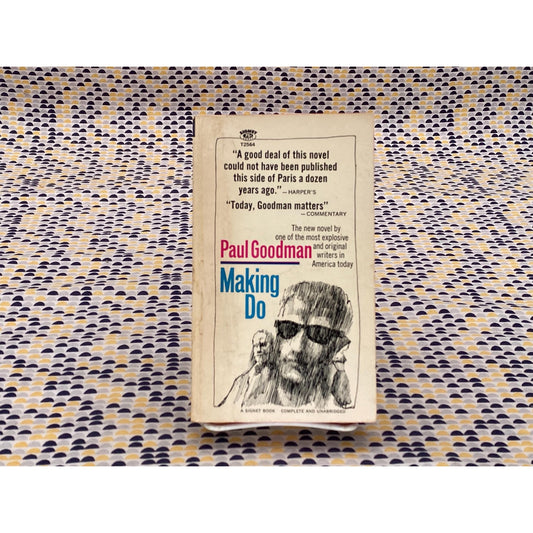 SIGNET
T2564
"A good deal of this novel
could not have been published
this side of Paris a dozen
years ago." — HARPER'S
"Today, Goodman matters"
— COMMENTARY
The new novel by
one of the most explosive
and original
writers in
America today
Paul Goodman
Making
Do
A SIGNET BOOK COMPLETE AND UNABRIDGED